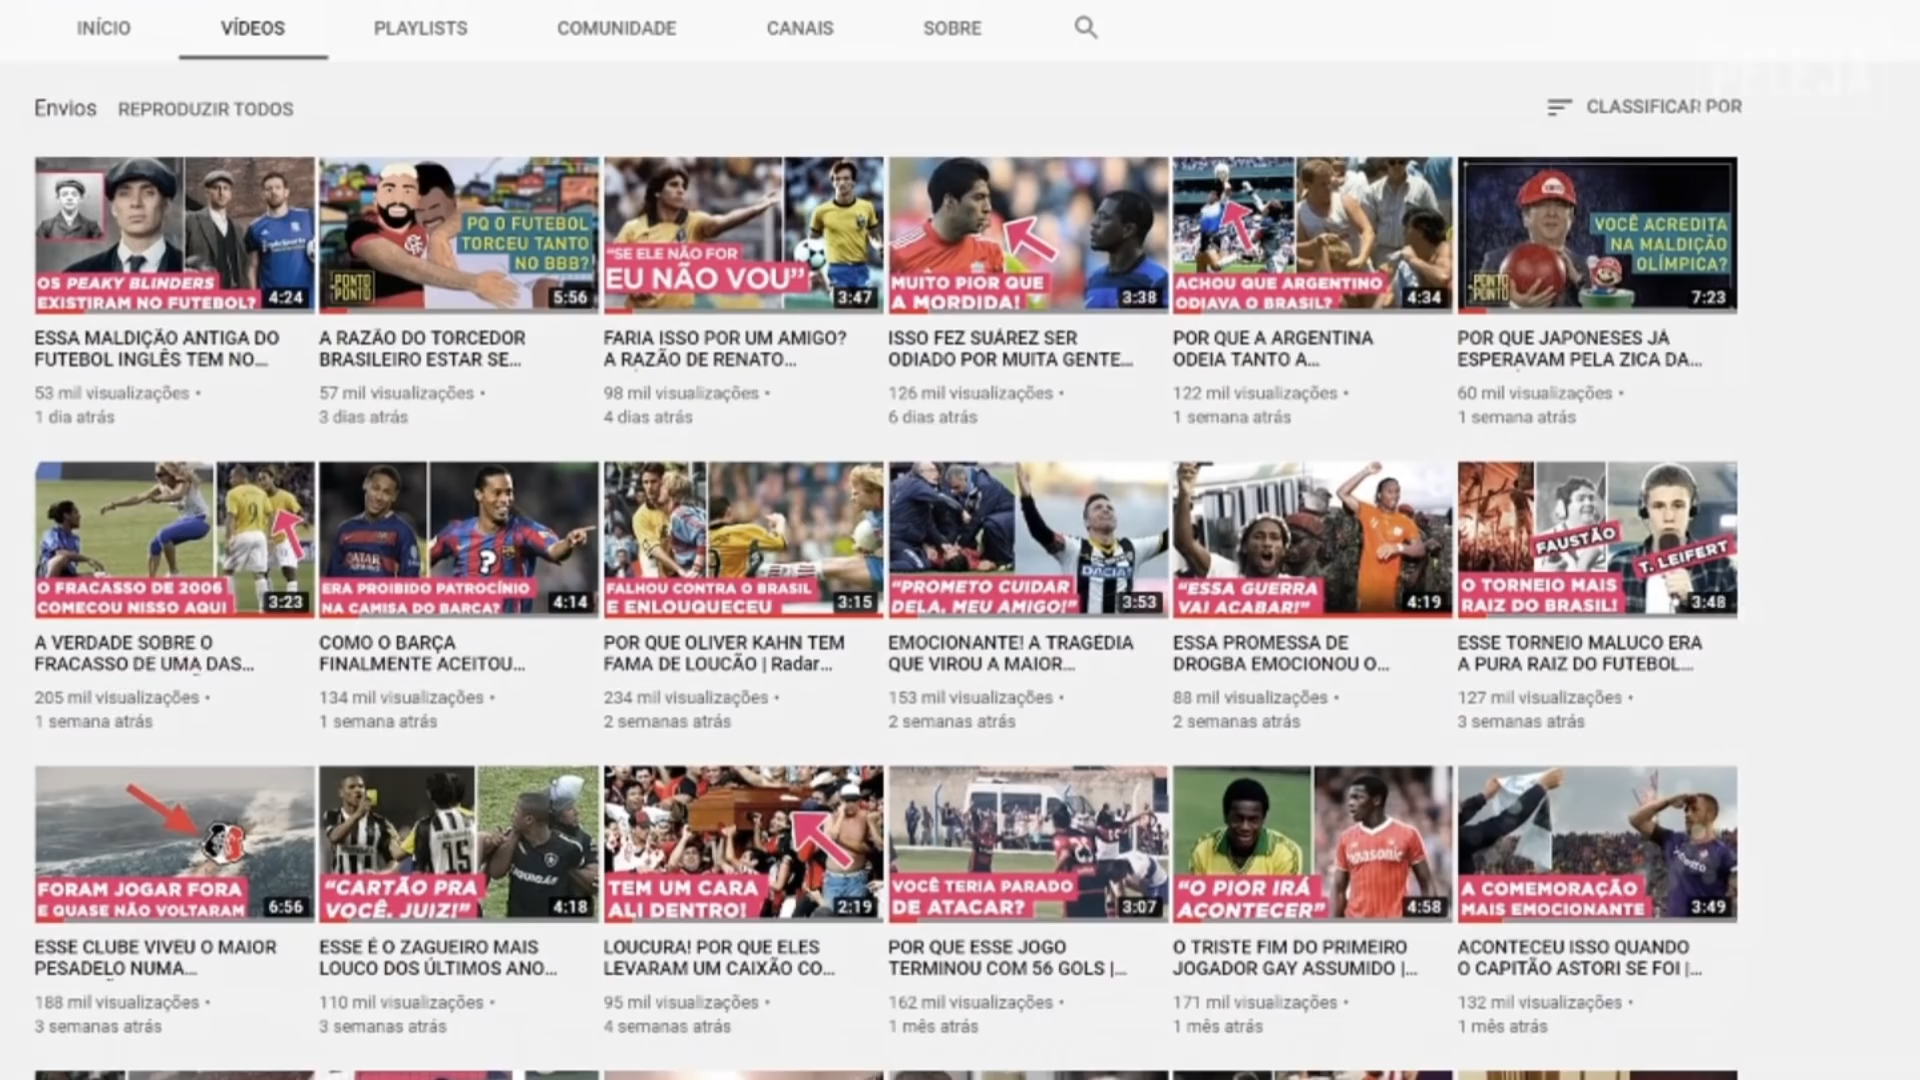 INÍCIO VÍDEOS PLAYLISTS COMUNIDADE CANAIS SOBRE
PELEJA
Envios REPRODUZIR TODOS CLASSIFICAR POR
OS PEAKY BLINDERS
EXISTIRAM NO FUTEBOL?
4:24
PQ O FUTEBOL
TORCEU TANTO
NO BBB?
PONTO
PONTO
5:56
"SE ELE NÃO FOR
EU NÃO VOU"
3:47
MUITO PIOR QUE
A MORDIDA!
3:38
ACHOU QUE ARGENTINO
ODIAVA O BRASIL?
4:34
VOCÊ ACREDITA
NA MALDIÇÃO
OLÍMPICA?
PONTO
PONTO
7:23
ESSA MALDIÇÃO ANTIGA DO
FUTEBOL INGLÊS TEM NO...
53 mil visualizações •
1 dia atrás
A RAZÃO DO TORCEDOR
BRASILEIRO ESTAR SE...
57 mil visualizações •
3 dias atrás
FARIA ISSO POR UM AMIGO?
A RAZÃO DE RENATO...
98 mil visualizações •
4 dias atrás
ISSO FEZ SUÁREZ SER
ODIADO POR MUITA GENTE...
126 mil visualizações •
6 dias atrás
POR QUE A ARGENTINA
ODEIA TANTO A...
122 mil visualizações •
1 semana atrás
POR QUE JAPONESES JÁ
ESPERAVAM PELA ZICA DA...
60 mil visualizações •
1 semana atrás
9
O FRACASSO DE 2006
COMEÇOU NISSO AQUI
3:23
QATAR
?
ERA PROIBIDO PATROCÍNIO
NA CAMISA DO BARÇA?
4:14
FALHOU CONTRA O BRASIL
E ENLOUQUECEU
3:15
DACIA
"PROMETO CUIDAR
DELA, MEU AMIGO!"
3:53
"ESSA GUERRA
VAI ACABAR!"
4:19
FAUSTÃO
T. LEIFERT
O TORNEIO MAIS
RAIZ DO BRASIL!
3:48
A VERDADE SOBRE O
FRACASSO DE UMA DAS...
205 mil visualizações •
1 semana atrás
COMO O BARÇA
FINALMENTE ACEITOU...
134 mil visualizações •
1 semana atrás
POR QUE OLIVER KAHN TEM
FAMA DE LOUCÃO | Radar...
234 mil visualizações •
2 semanas atrás
EMOCIONANTE! A TRAGÉDIA
QUE VIROU A MAIOR...
153 mil visualizações •
2 semanas atrás
ESSA PROMESSA DE
DROGBA EMOCIONOU O...
88 mil visualizações •
2 semanas atrás
ESSE TORNEIO MALUCO ERA
A PURA RAIZ DO FUTEBOL...
127 mil visualizações •
3 semanas atrás
FORAM JOGAR FORA
E QUASE NÃO VOLTARAM
6:56
15
"CARTÃO PRA
VOCÊ, JUIZ!"
4:18
TEM UM CARA
ALI DENTRO!
2:19
VOCÊ TERIA PARADO
DE ATACAR?
3:07
Panasonic
"O PIOR IRÁ
ACONTECER"
4:58
A COMEMORAÇÃO
MAIS EMOCIONANTE
3:49
ESSE CLUBE VIVEU O MAIOR
PESADELO NUMA...
188 mil visualizações •
3 semanas atrás
ESSE É O ZAGUEIRO MAIS
LOUCO DOS ÚLTIMOS ANO...
110 mil visualizações •
3 semanas atrás
LOUCURA! POR QUE ELES
LEVARAM UM CAIXÃO CO...
95 mil visualizações •
4 semanas atrás
POR QUE ESSE JOGO
TERMINOU COM 56 GOLS |...
162 mil visualizações •
1 mês atrás
O TRISTE FIM DO PRIMEIRO
JOGADOR GAY ASSUMIDO |...
171 mil visualizações •
1 mês atrás
ACONTECEU ISSO QUANDO
O CAPITÃO ASTORI SE FOI |...
132 mil visualizações •
1 mês atrás